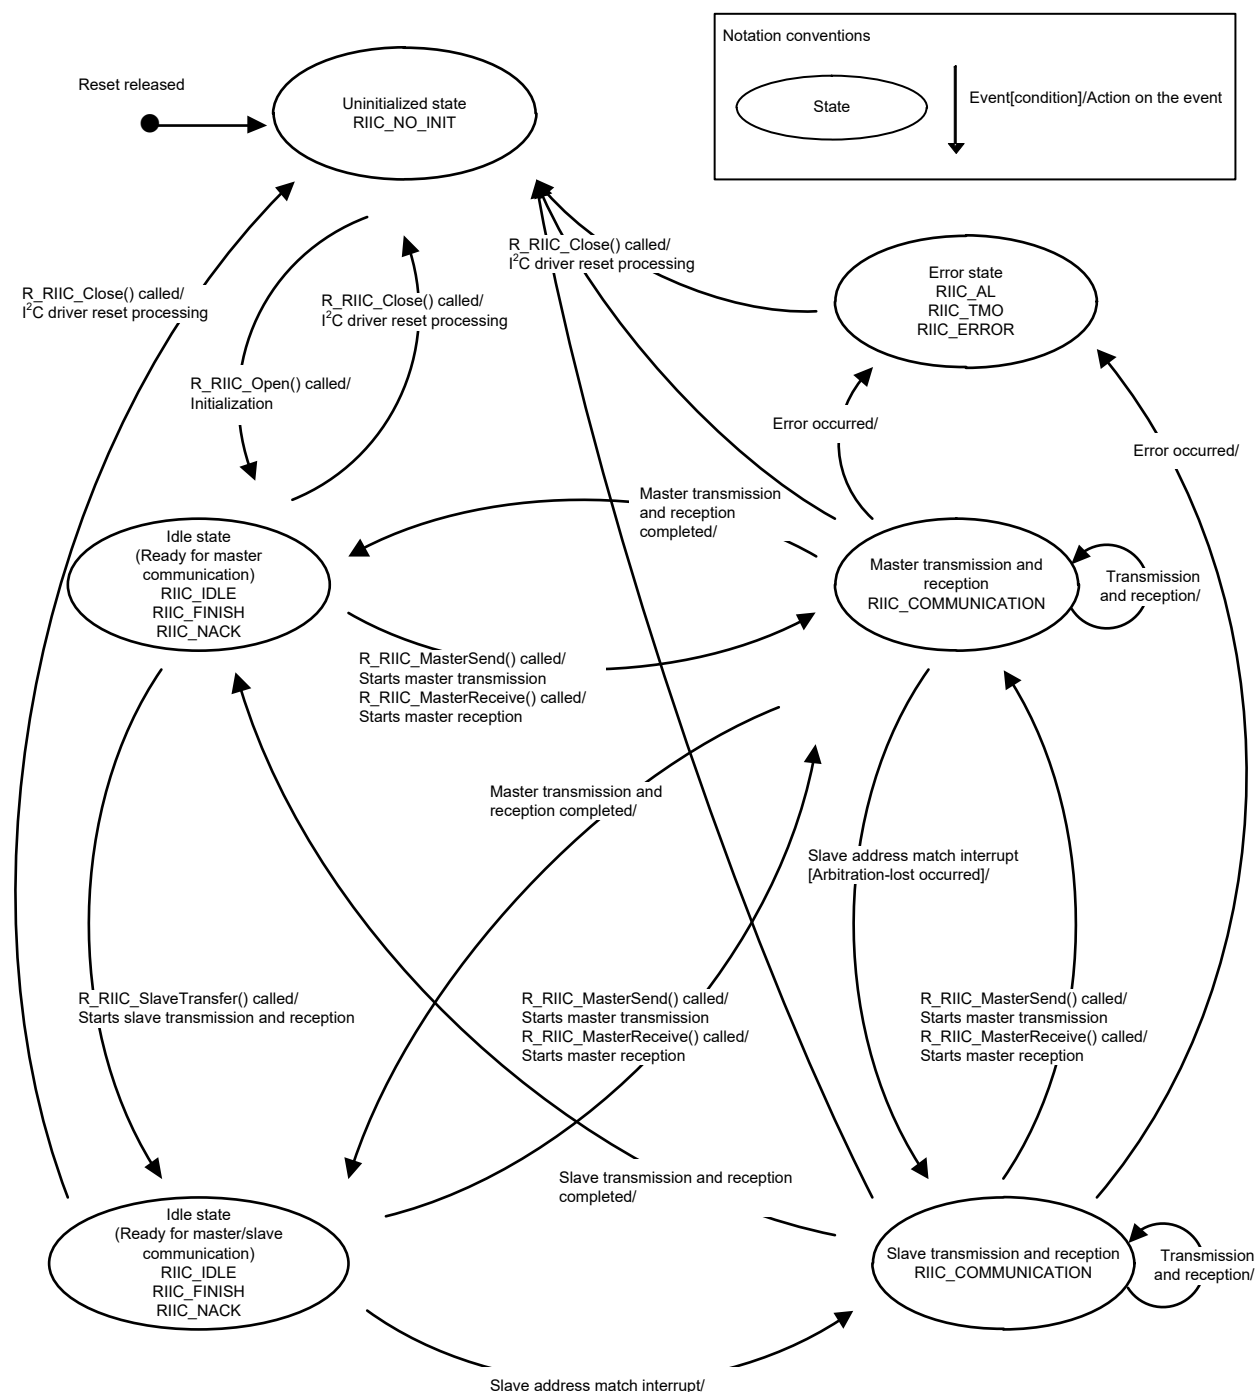 Notation conventions
State
Event[condition]/Action on the event
Reset released
Uninitialized state
RIIC_NO_INIT
R_RIIC_Close() called/
I2C driver reset processing
R_RIIC_Close() called/
I2C driver reset processing
R_RIIC_Close() called/
I2C driver reset processing
Error state
RIIC_AL
RIIC_TMO
RIIC_ERROR
R_RIIC_Open() called/
Initialization
Error occurred/
Error occurred/
Master transmission
and reception
completed/
Idle state
(Ready for master
communication)
RIIC_IDLE
RIIC_FINISH
RIIC_NACK
Master transmission and
reception
RIIC_COMMUNICATION
Transmission
and reception/
R_RIIC_MasterSend() called/
Starts master transmission
R_RIIC_MasterReceive() called/
Starts master reception
Master transmission and
reception completed/
Slave address match interrupt
[Arbitration-lost occurred]/
R_RIIC_SlaveTransfer() called/
Starts slave transmission and reception
R_RIIC_MasterSend() called/
Starts master transmission
R_RIIC_MasterReceive() called/
Starts master reception
R_RIIC_MasterSend() called/
Starts master transmission
R_RIIC_MasterReceive() called/
Starts master reception
Slave transmission and reception
completed/
Idle state
(Ready for master/slave
communication)
RIIC_IDLE
RIIC_FINISH
RIIC_NACK
Slave transmission and reception
RIIC_COMMUNICATION
Transmission
and reception/
Slave address match interrupt/